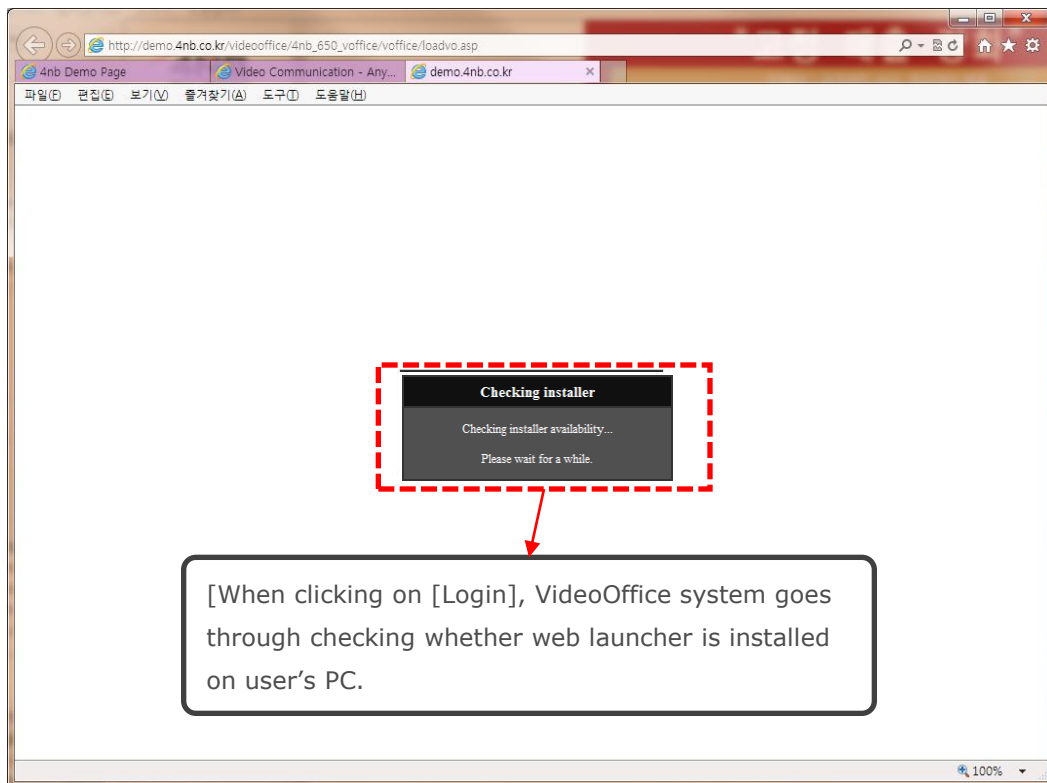 http://demo.4nb.co.kr/videooffice/4nb_650_voffice/voffice/loadvo.asp
4nb Demo Page
Video Communication - Any...
demo.4nb.co.kr
파일(F) 편집(E) 보기(V) 즐겨찾기(A) 도구(T) 도움말(H)
Checking installer
Checking installer availability...
Please wait for a while.
[When clicking on [Login], VideoOffice system goes
through checking whether web launcher is installed
on user’s PC.
100%